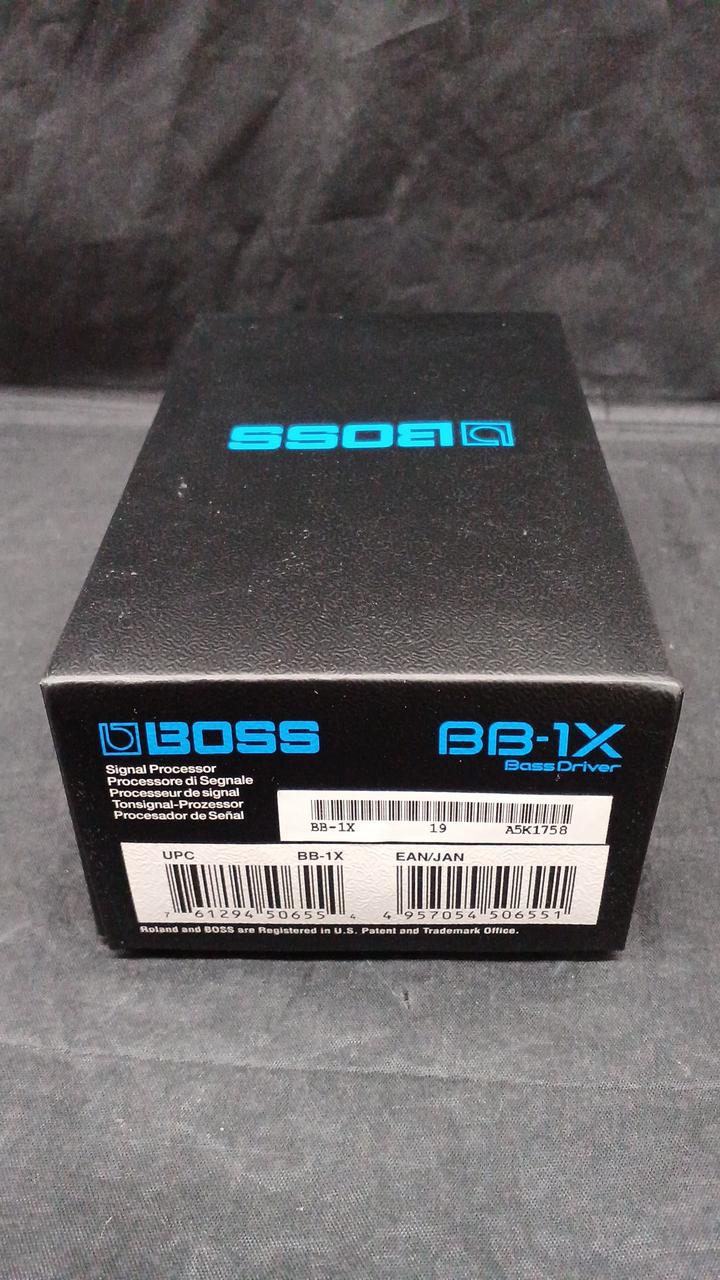 BOSS
BOSS
BB-1X
Bass Driver
Signal Processor
Processore di Segnale
Processeur de signal
Tonsignal-Prozessor
Procesador de Señal
BB-1X 19 A5K1758
UPC BB-1X EAN/JAN
7 61294 50655 4 4 957054 506551
Roland and BOSS are Registered in U.S. Patent and Trademark Office.